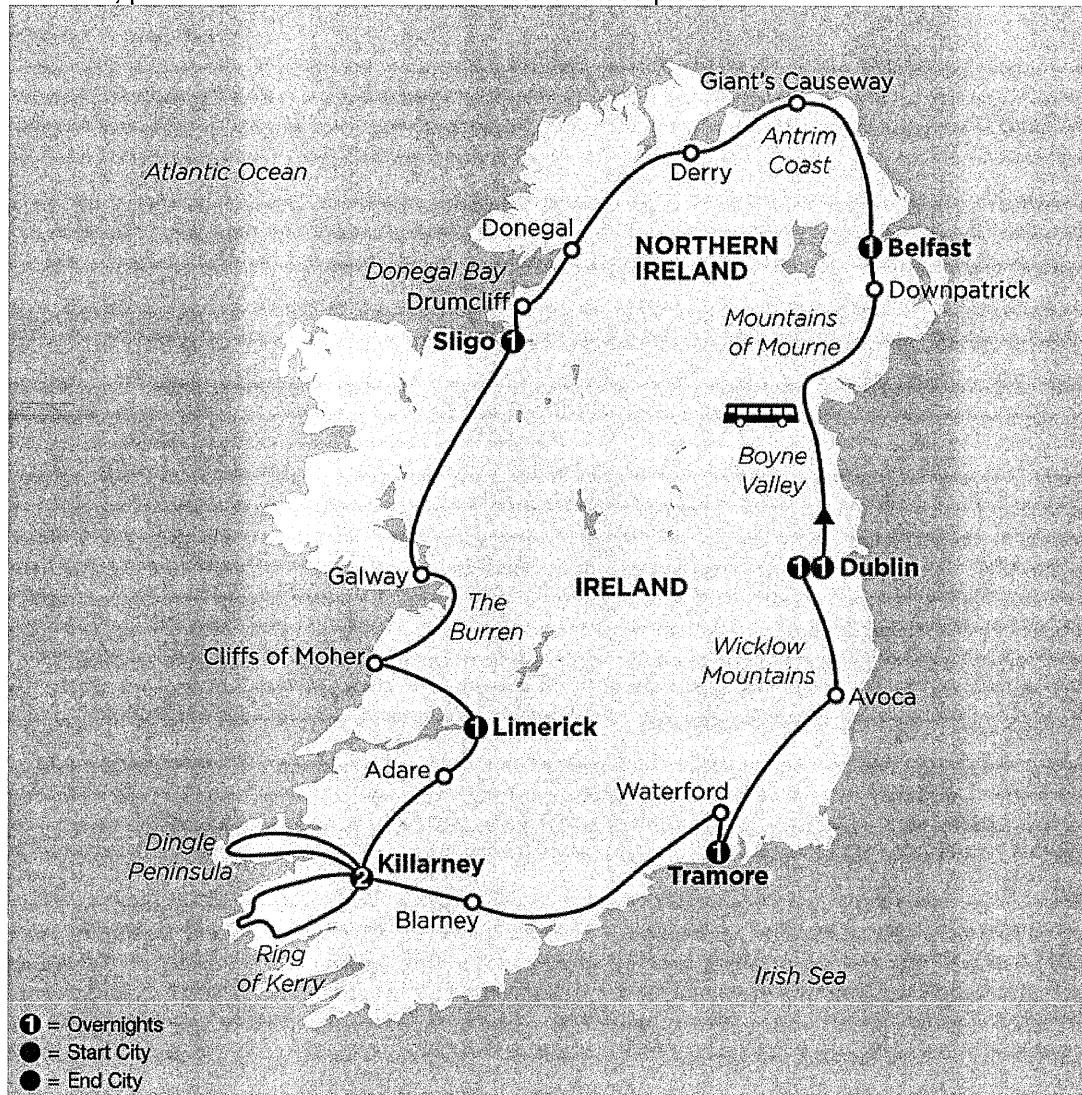 Giant's Causeway
Atlantic Ocean
Antrim
Coast
Derry
Donegal
NORTHERN
IRELAND
1 Belfast
Donegal Bay
Drumcliff
Downpatrick
Sligo 1
Mountains
of Mourne
Boyne
Valley
Galway
IRELAND
1 1 Dublin
The
Burren
Cliffs of Moher
Wicklow
Mountains
Avoca
1 Limerick
Adare
Waterford
Dingle
Peninsula
2 Killarney
1
Tramore
Blarney
Ring
of Kerry
Irish Sea
1 = Overnights
= Start City
= End City